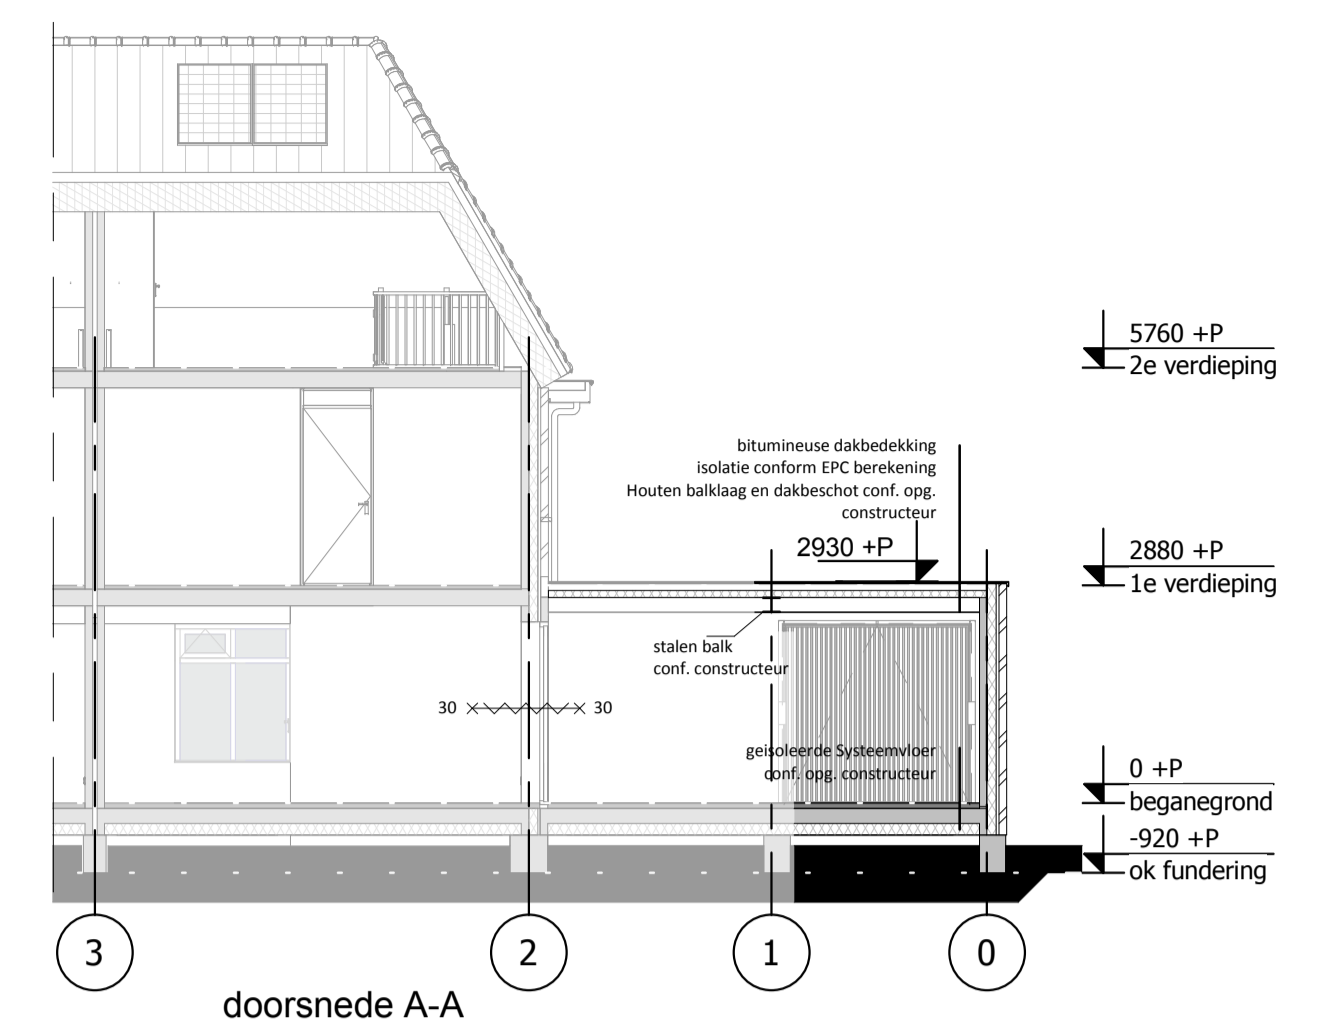 5760 +P
2e verdieping
bitumineuse dakbedekking
isolatie conform EPC berekening
Houten balklaag en dakbeschot conf. opg.
constructeur
2930 +P
2880 +P
1e verdieping
stalen balk
conf. constructeur
30
30
geisoleerde Systeemvloer
conf. opg. constructeur
0 +P
beganegrond
-920 +P
ok fundering
3
2
1
0
doorsnede A-A